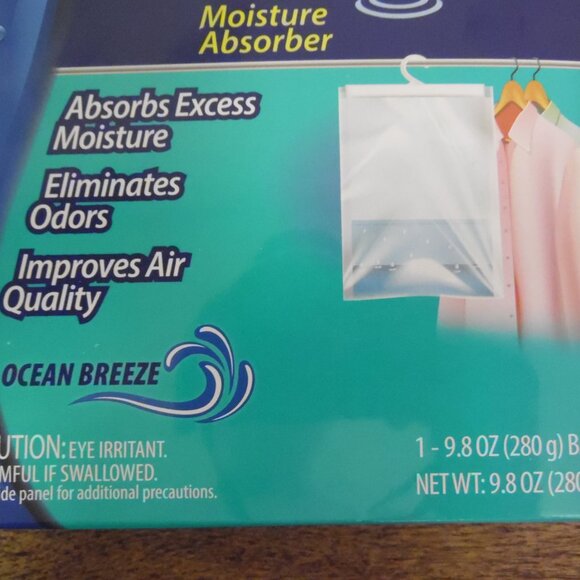 Moisture
Absorber
Absorbs Excess
Moisture
Eliminates
Odors
Improves Air
Quality
OCEAN BREEZE
UTION: EYE IRRITANT.
MFUL IF SWALLOWED.
de panel for additional precautions.
1 - 9.8 OZ (280 g) B
NET WT: 9.8 OZ (280